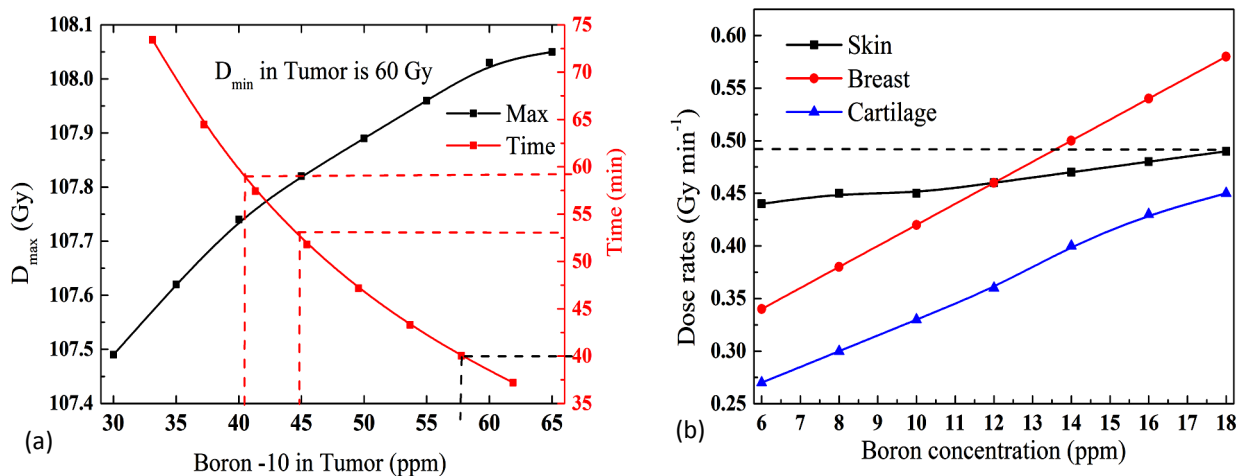 108.1
108.0
107.9
107.8
107.7
107.6
107.5
107.4
D_max (Gy)
D_min in Tumor is 60 Gy
Max
Time
75
70
65
60
55
50
45
40
35
Time (min)
30 35 40 45 50 55 60 65
Boron -10 in Tumor (ppm)
(a)
0.60
0.55
0.50
0.45
0.40
0.35
0.30
0.25
Dose rates (Gy min⁻¹)
Skin
Breast
Cartilage
6 7 8 9 10 11 12 13 14 15 16 17 18
Boron concentration (ppm)
(b)